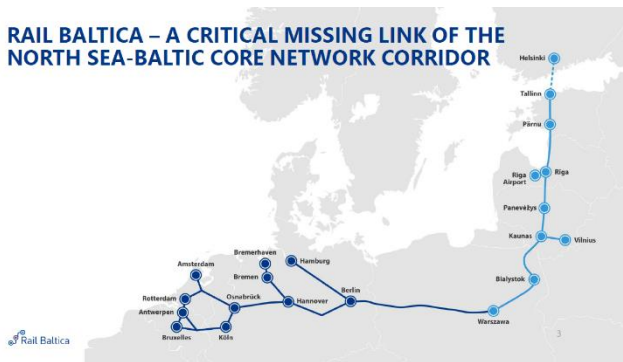 RAIL BALTICA – A CRITICAL MISSING LINK OF THE
NORTH SEA-BALTIC CORE NETWORK CORRIDOR
Helsinki
Tallinn
Pärnu
Riga
Airport
Riga
Panevėžys
Kaunas
Vilnius
Bialystok
Warszawa
Bremerhoven
Hamburg
Amsterdam
Bremen
Rotterdam
Osnabrück
Hannover
Berlin
Antwerpen
Bruxelles
Köln
Rail Baltica
3